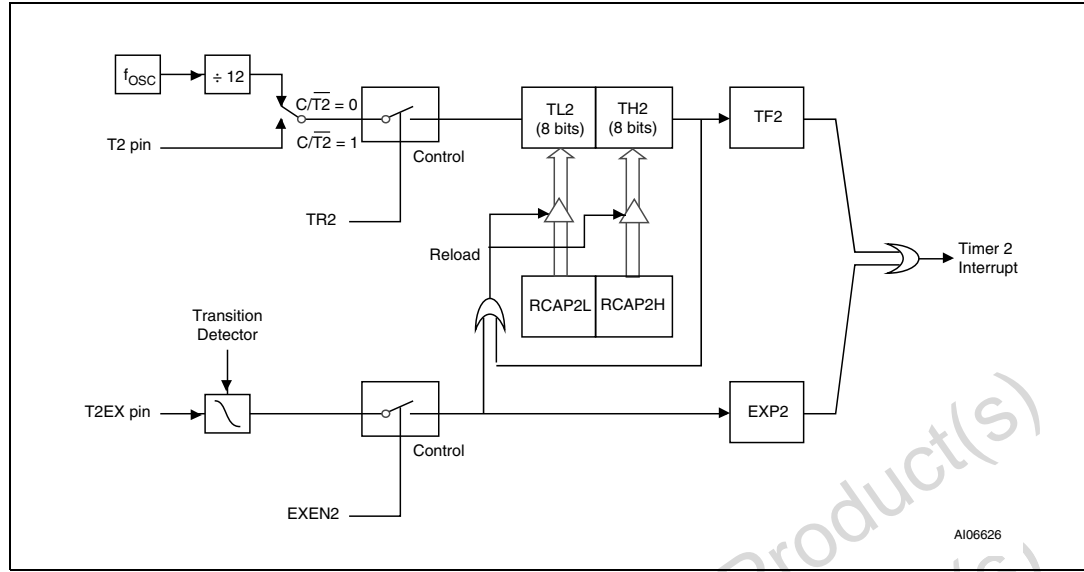 fOSC
÷ 12
C/T2 = 0
T2 pin
C/T2 = 1
Control
TR2
TL2
(8 bits)
TH2
(8 bits)
TF2
Reload
RCAP2L
RCAP2H
Timer 2
Interrupt
Transition
Detector
T2EX pin
Control
EXP2
EXEN2
AI06626
Product(s)